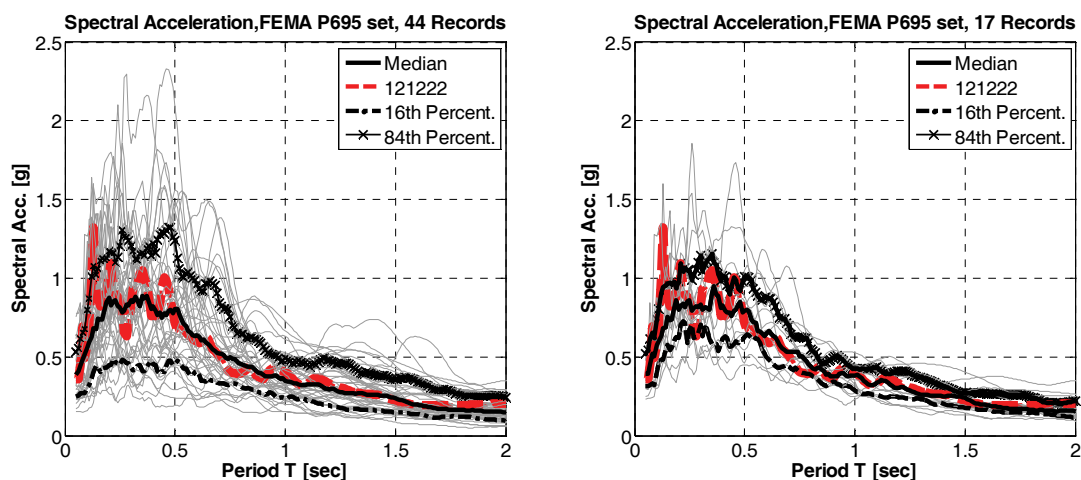 Spectral Acceleration,FEMA P695 set, 44 Records
2.5
2
1.5
1
0.5
0
Spectral Acc. [g]
Median
121222
16th Percent.
84th Percent.
0
0.5
1
1.5
2
Period T [sec]
Spectral Acceleration,FEMA P695 set, 17 Records
2.5
2
1.5
1
0.5
0
Spectral Acc. [g]
Median
121222
16th Percent.
84th Percent.
0
0.5
1
1.5
2
Period T [sec]